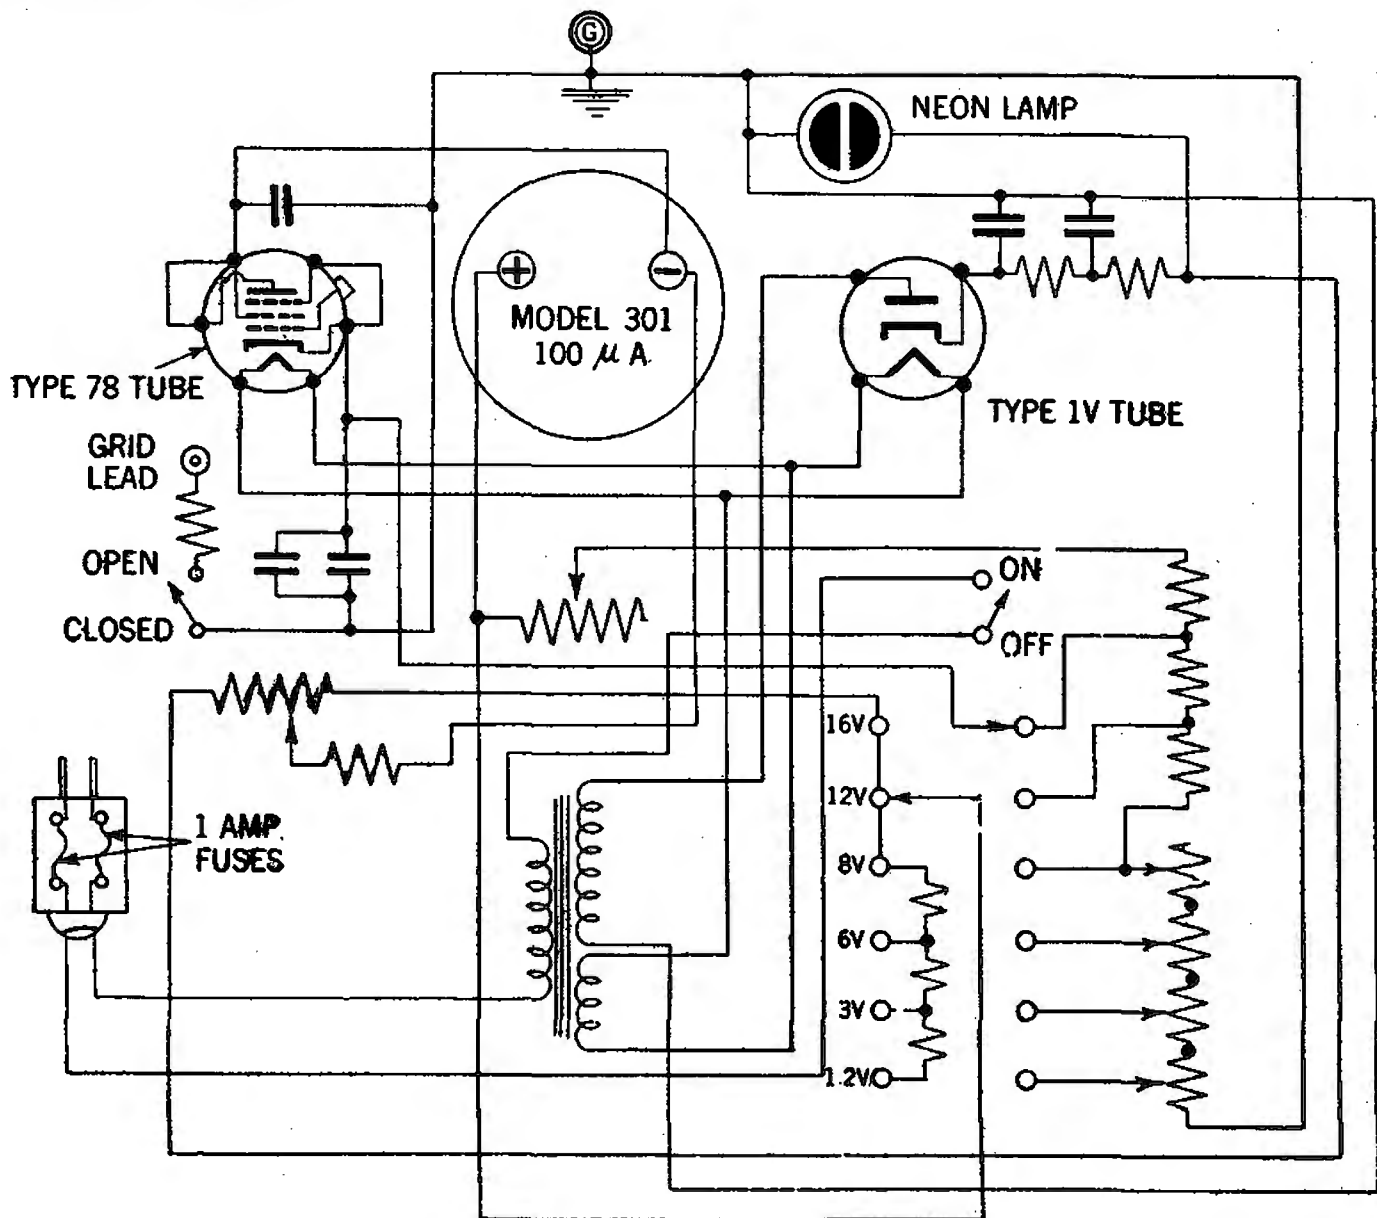 G
NEON LAMP
+
−
MODEL 301
100 μ A.
TYPE 78 TUBE
TYPE 1V TUBE
GRID
LEAD
OPEN
CLOSED
ON
OFF
16V
12V
8V
6V
3V
1.2V
1 AMP.
FUSES